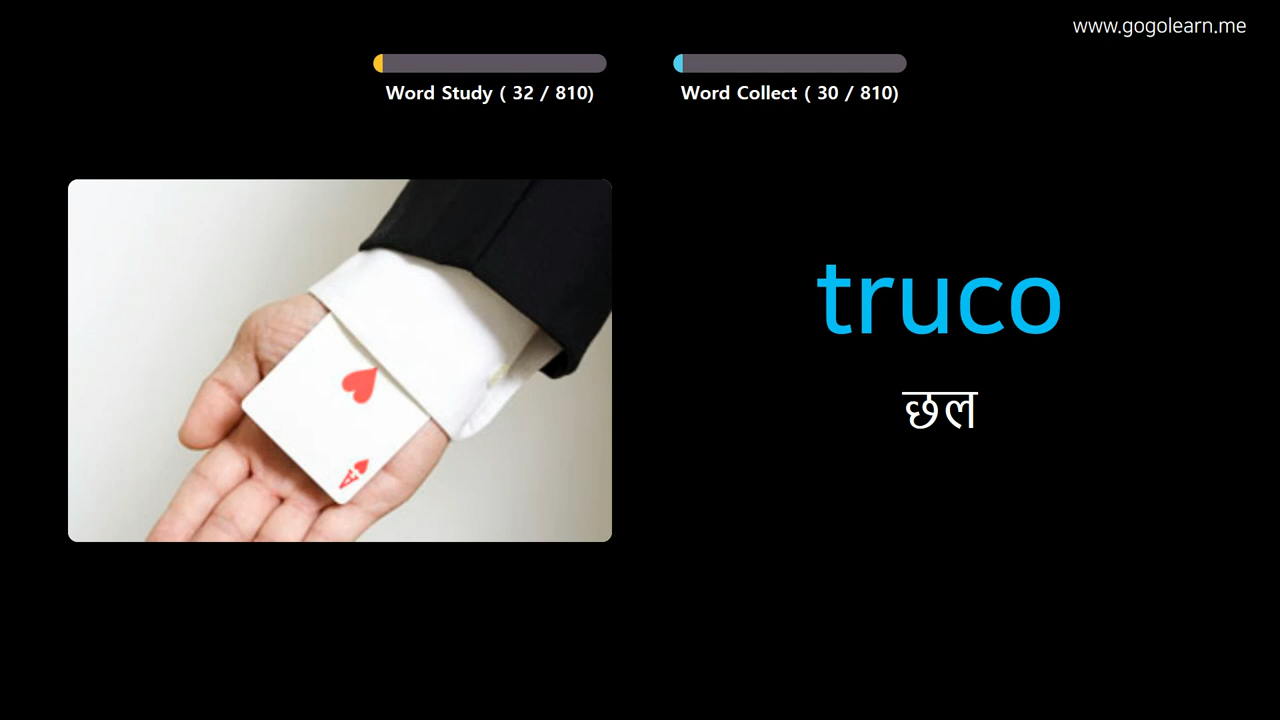 www.gogolearn.me
Word Study ( 32 / 810)
Word Collect ( 30 / 810)
truco
छल
A